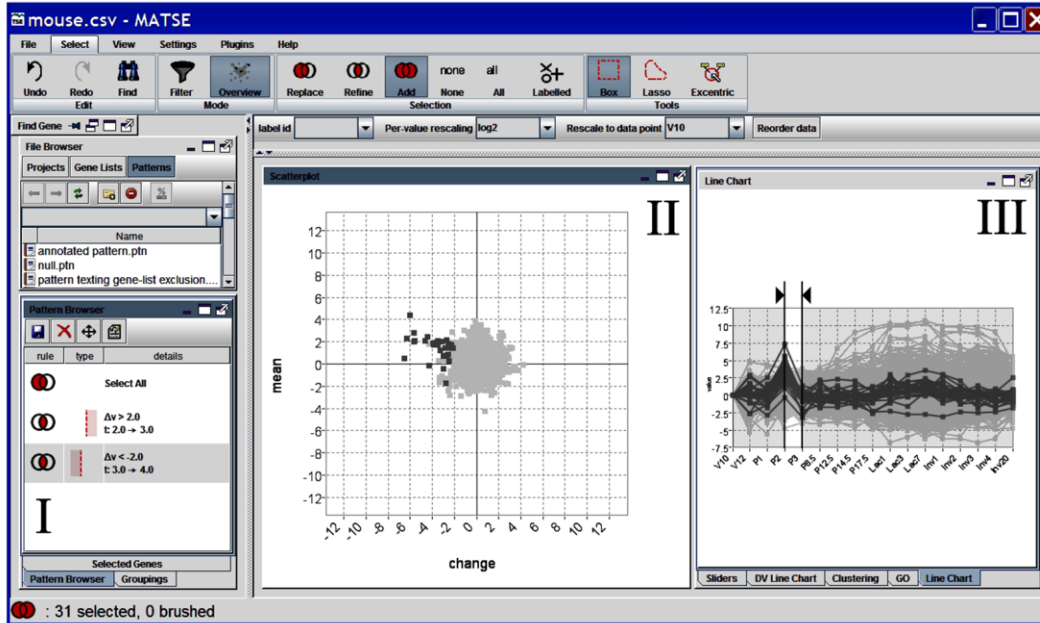 mouse.csv - MATSE
File Select View Settings Plugins Help
Undo Redo Find Filter Overview Replace Refine Add none None all All Labelled Box Lasso Excentric
Edit Mode Selection Tools
Find Gene
label id Per-value rescaling log2 Rescale to data point V10 Reorder data
File Browser
Projects Gene Lists Patterns
Name
annotated pattern.ptn
null.ptn
pattern texting gene-list exclusion....
Pattern Browser
rule type details
Select All
Δv > 2.0
t: 2.0 → 3.0
Δv < -2.0
t: 3.0 → 4.0
I
Selected Genes
Pattern Browser Groupings
Scatterplot
II
12
10
8
6
4
2
0
-2
-4
-6
-8
-10
-12
mean
-12 -10 -8 -6 -4 -2 0 2 4 6 8 10 12
change
Line Chart
III
12.5
10
7.5
5
2.5
0
-2.5
-5
-7.5
value
V10 V12 P1 P2 P3 P8.5 P12.5 P14.5 P17.5 Lac1 Lac3 Lac7 Inv1 Inv2 Inv3 Inv4 Inv20
Sliders DV Line Chart Clustering GO Line Chart
: 31 selected, 0 brushed